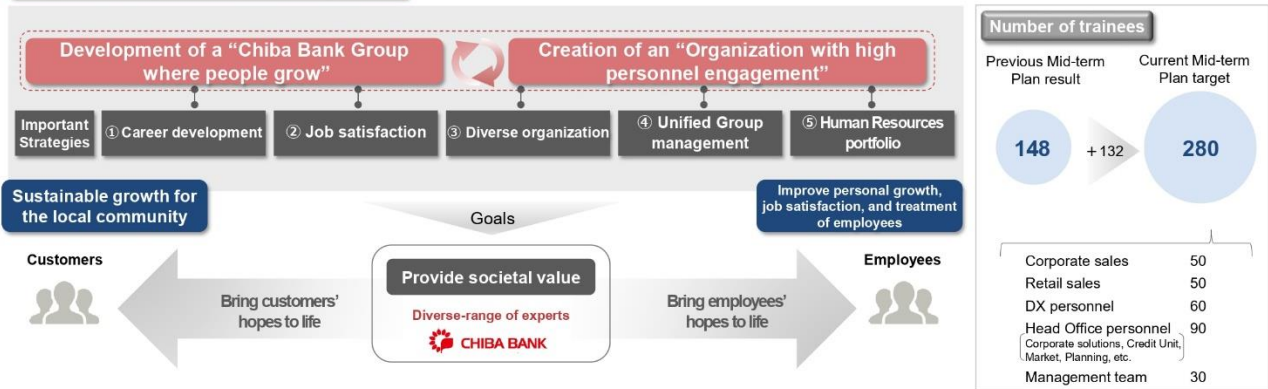 Development of a “Chiba Bank Group
where people grow”
Creation of an “Organization with high
personnel engagement”
Important
Strategies
① Career development
② Job satisfaction
③ Diverse organization
④ Unified Group
management
⑤ Human Resources
portfolio
Sustainable growth for
the local community
Goals
Improve personal growth,
job satisfaction, and treatment
of employees
Customers
Bring customers’
hopes to life
Provide societal value
Diverse-range of experts
CHIBA BANK
Bring employees’
hopes to life
Employees
Number of trainees
Previous Mid-term
Plan result
Current Mid-term
Plan target
148
+132
280
Corporate sales 50
Retail sales 50
DX personnel 60
Head Office personnel 90
Corporate solutions, Credit Unit,
Market, Planning, etc.
Management team 30